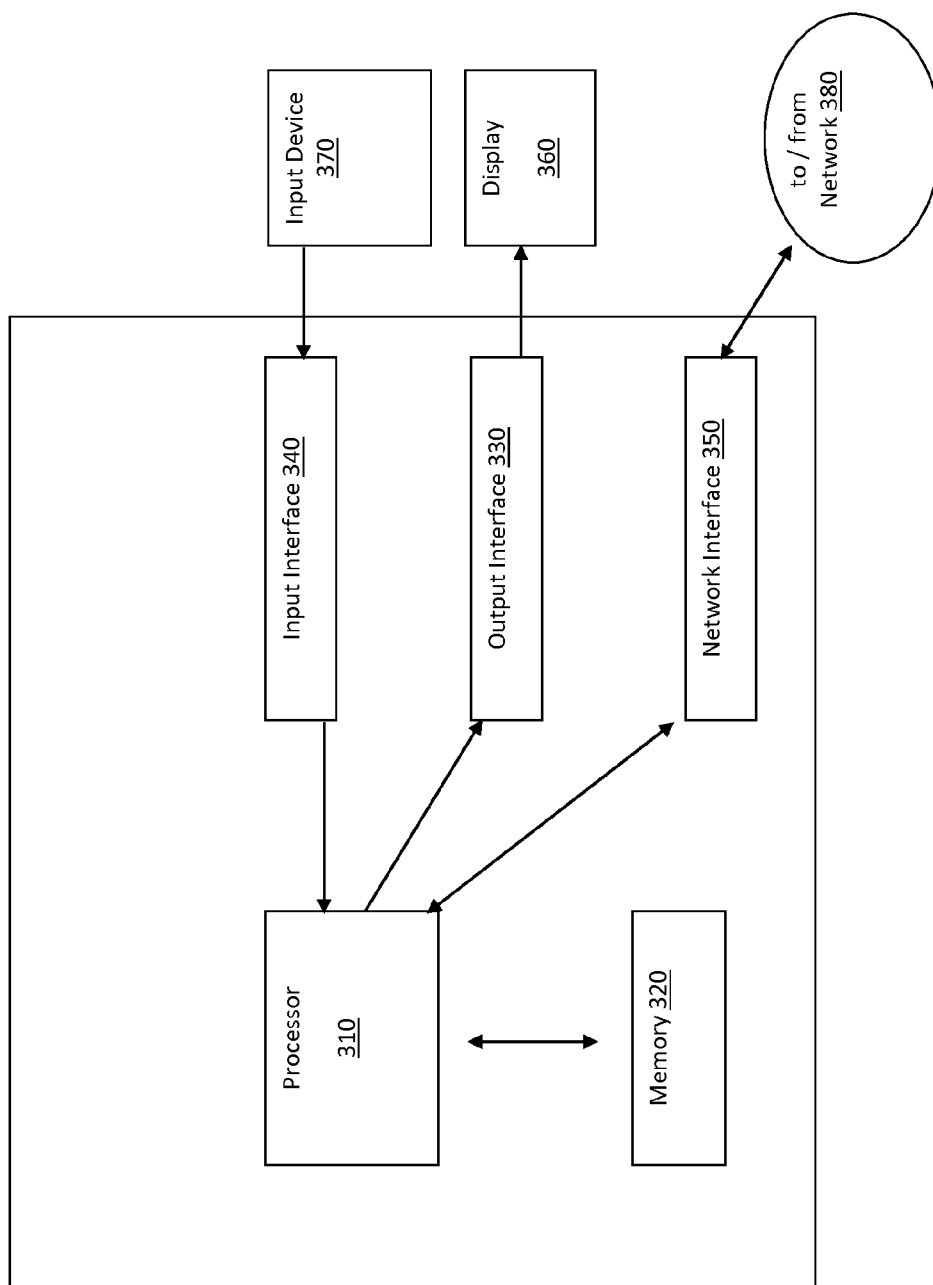 Processor
310
Memory 320
Input Interface 340
Output Interface 330
Network Interface 350
Input Device
370
Display
360
to / from
Network 380